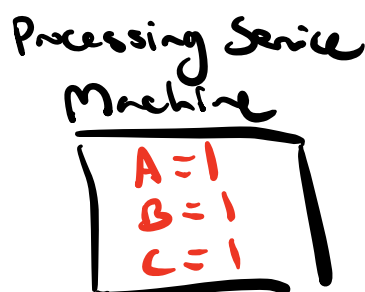 Processing Service
Machine
A = 1
B = 1
C = 1